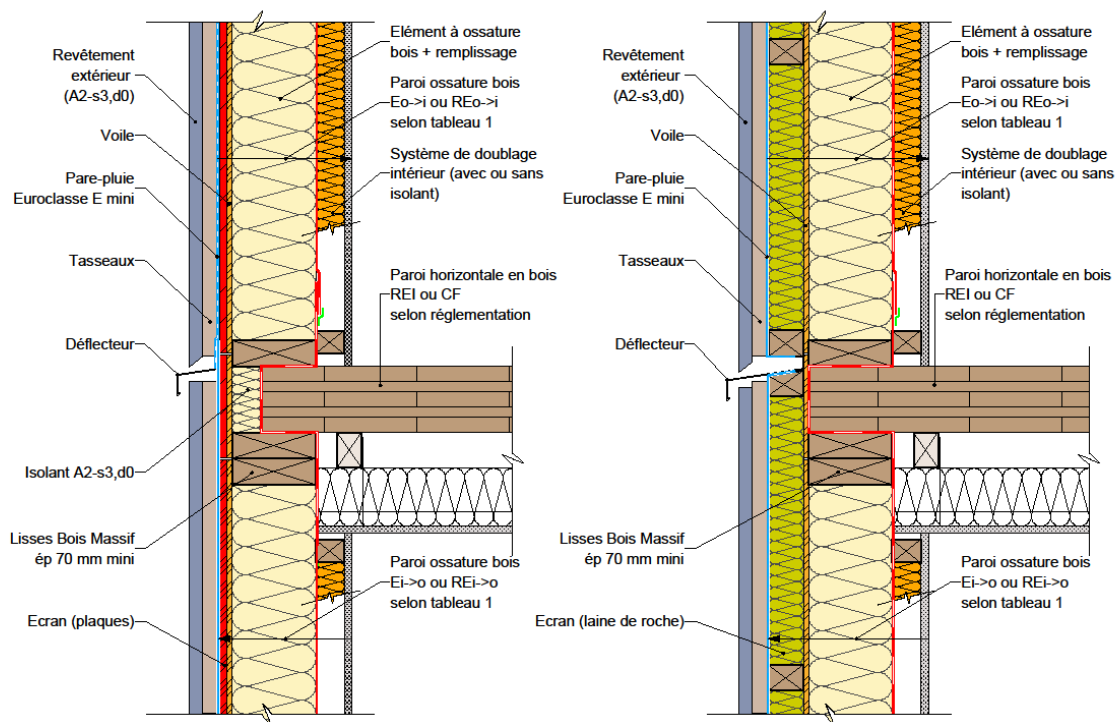 Revêtement
extérieur
(A2-s3,d0)
Voile
Pare-pluie
Euroclasse E mini
Tasseaux
Déflecteur
Isolant A2-s3,d0
Lisses Bois Massif
ép 70 mm mini
Ecran (plaques)
Elément à ossature
bois + remplissage
Paroi ossature bois
Eo->i ou REo->i
selon tableau 1
Système de doublage
intérieur (avec ou sans
isolant)
Paroi horizontale en bois
REI ou CF
selon réglementation
Paroi ossature bois
Ei->o ou REi->o
selon tableau 1
Revêtement
extérieur
(A2-s3,d0)
Voile
Pare-pluie
Euroclasse E mini
Tasseaux
Déflecteur
Lisses Bois Massif
ép 70 mm mini
Ecran (laine de roche)
Elément à ossature
bois + remplissage
Paroi ossature bois
Eo->i ou REo->i
selon tableau 1
Système de doublage
intérieur (avec ou sans
isolant)
Paroi horizontale en bois
REI ou CF
selon réglementation
Paroi ossature bois
Ei->o ou REi->o
selon tableau 1